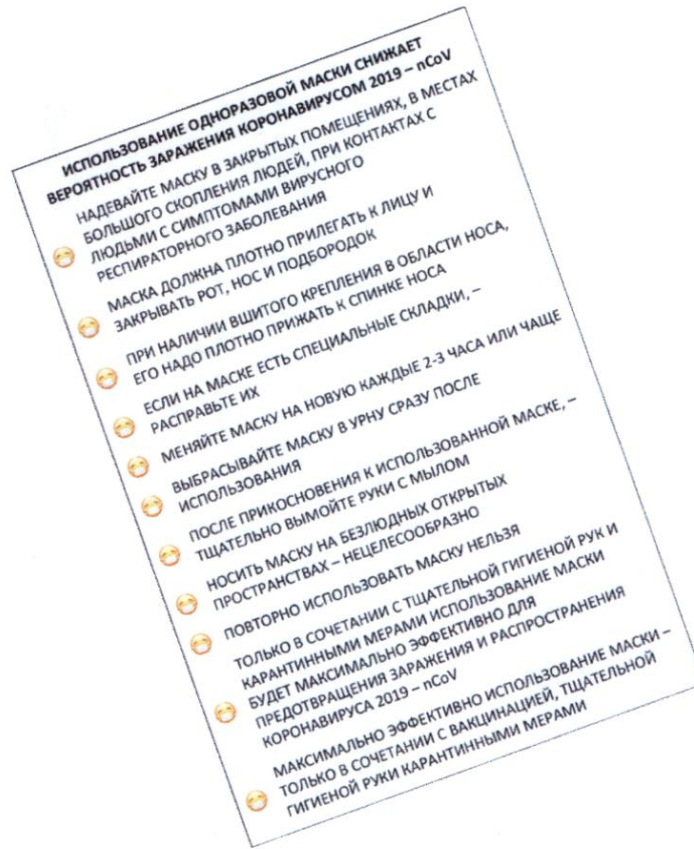 ИСПОЛЬЗОВАНИЕ ОДНОРАЗОВОЙ МАСКИ СНИЖАЕТ
ВЕРОЯТНОСТЬ ЗАРАЖЕНИЯ КОРОНАВИРУСОМ 2019 – nCoV
НАДЕВАЙТЕ МАСКУ В ЗАКРЫТЫХ ПОМЕЩЕНИЯХ, В МЕСТАХ
БОЛЬШОГО СКОПЛЕНИЯ ЛЮДЕЙ, ПРИ КОНТАКТАХ С
ЛЮДЬМИ С СИМПТОМАМИ ВИРУСНОГО
РЕСПИРАТОРНОГО ЗАБОЛЕВАНИЯ
МАСКА ДОЛЖНА ПЛОТНО ПРИЛЕГАТЬ К ЛИЦУ И
ЗАКРЫВАТЬ РОТ, НОС И ПОДБОРОДОК
ПРИ НАЛИЧИИ ВШИТОГО КРЕПЛЕНИЯ В ОБЛАСТИ НОСА,
ЕГО НАДО ПЛОТНО ПРИЖАТЬ К СПИНКЕ НОСА
ЕСЛИ НА МАСКЕ ЕСТЬ СПЕЦИАЛЬНЫЕ СКЛАДКИ, –
РАСПРАВЬТЕ ИХ
МЕНЯЙТЕ МАСКУ НА НОВУЮ КАЖДЫЕ 2-3 ЧАСА ИЛИ ЧАЩЕ
ВЫБРАСЫВАЙТЕ МАСКУ В УРНУ СРАЗУ ПОСЛЕ
ИСПОЛЬЗОВАНИЯ
ПОСЛЕ ПРИКОСНОВЕНИЯ К ИСПОЛЬЗОВАННОЙ МАСКЕ, –
ТЩАТЕЛЬНО ВЫМОЙТЕ РУКИ С МЫЛОМ
НОСИТЬ МАСКУ НА БЕЗЛЮДНЫХ ОТКРЫТЫХ
ПРОСТРАНСТВАХ – НЕЦЕЛЕСООБРАЗНО
ПОВТОРНО ИСПОЛЬЗОВАТЬ МАСКУ НЕЛЬЗЯ
ТОЛЬКО В СОЧЕТАНИИ С ТЩАТЕЛЬНОЙ ГИГИЕНОЙ РУК И
КАРАНТИННЫМИ МЕРАМИ ИСПОЛЬЗОВАНИЕ МАСКИ
БУДЕТ МАКСИМАЛЬНО ЭФФЕКТИВНО ДЛЯ
ПРЕДОТВРАЩЕНИЯ ЗАРАЖЕНИЯ И РАСПРОСТРАНЕНИЯ
КОРОНАВИРУСА 2019 – nCoV
МАКСИМАЛЬНО ЭФФЕКТИВНО ИСПОЛЬЗОВАНИЕ МАСКИ –
ТОЛЬКО В СОЧЕТАНИИ С ВАКЦИНАЦИЕЙ, ТЩАТЕЛЬНОЙ
ГИГИЕНОЙ РУКИ КАРАНТИННЫМИ МЕРАМИ